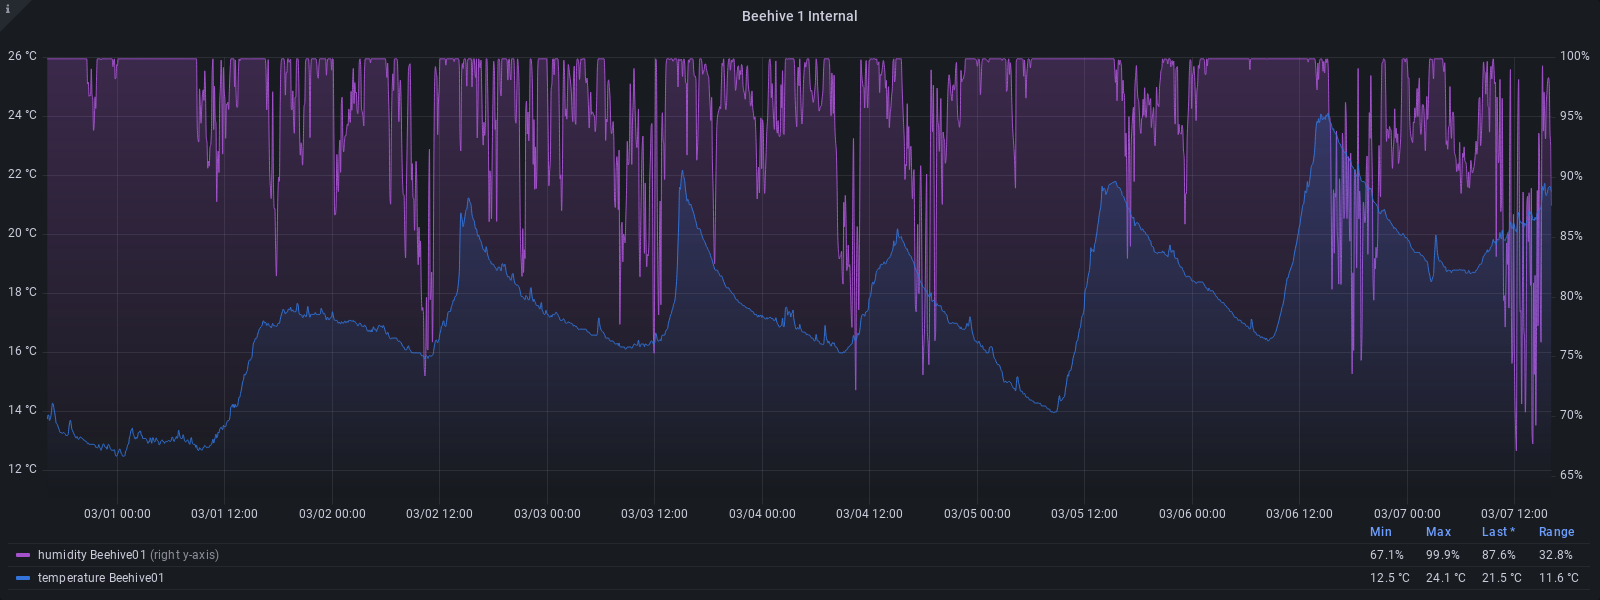 i
Beehive 1 Internal
26 °C
24 °C
22 °C
20 °C
18 °C
16 °C
14 °C
12 °C
100%
95%
90%
85%
80%
75%
70%
65%
03/01 00:00 03/01 12:00 03/02 00:00 03/02 12:00 03/03 00:00 03/03 12:00 03/04 00:00 03/04 12:00 03/05 00:00 03/05 12:00 03/06 00:00 03/06 12:00 03/07 00:00 03/07 12:00
Min Max Last * Range
humidity Beehive01 (right y-axis) 67.1% 99.9% 87.6% 32.8%
temperature Beehive01 12.5 °C 24.1 °C 21.5 °C 11.6 °C